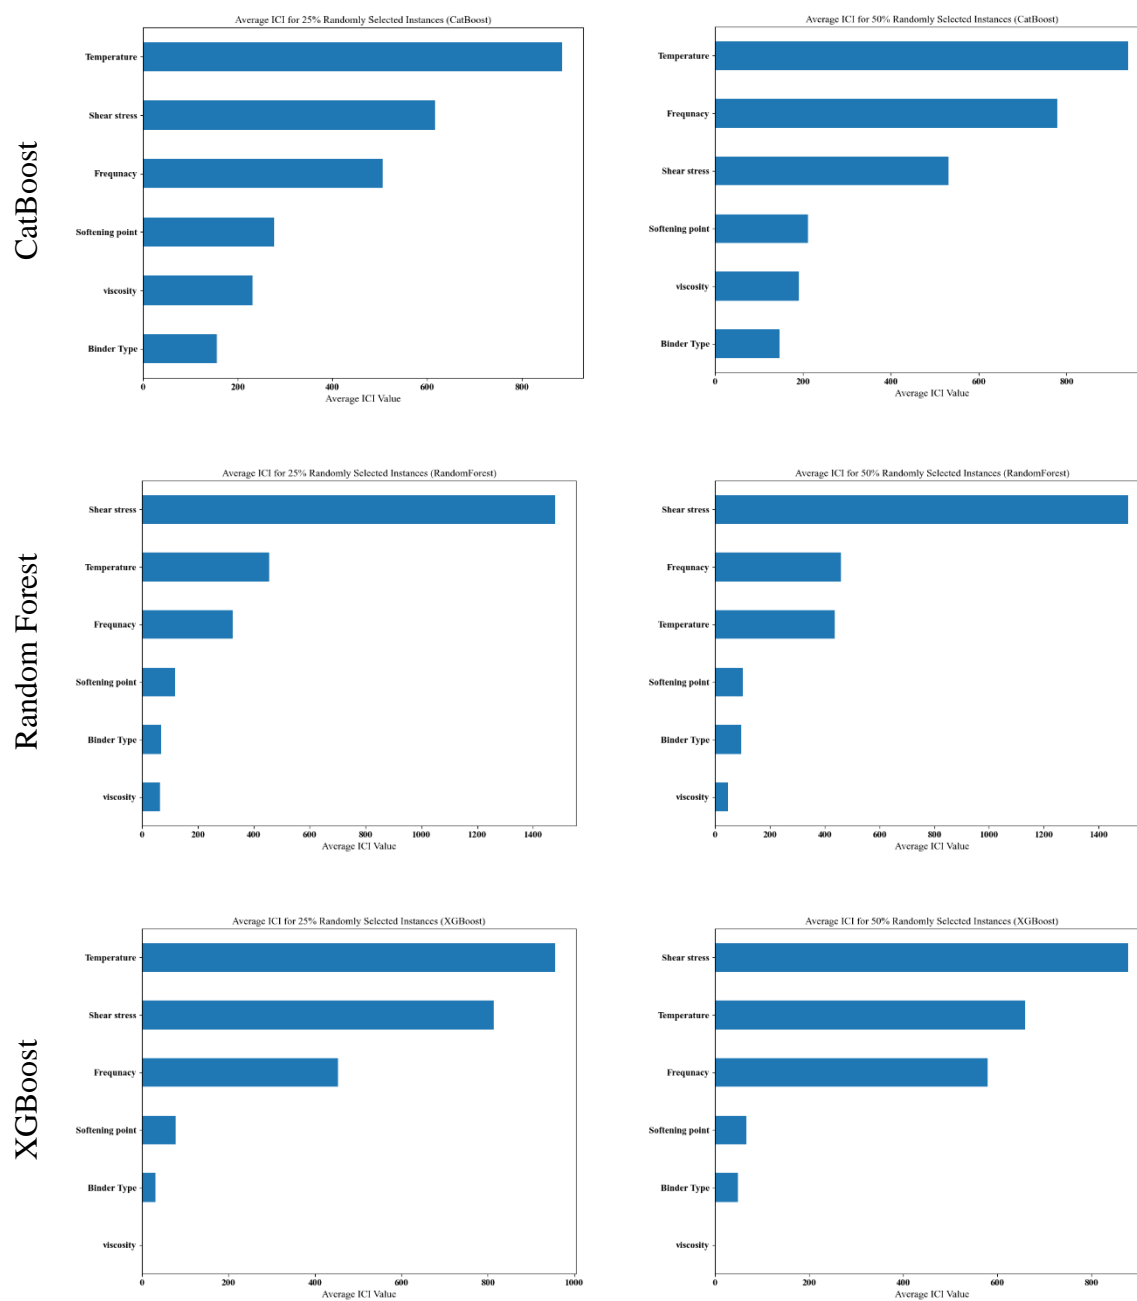 CatBoost
Average ICI for 25% Randomly Selected Instances (CatBoost)
Temperature
Shear stress
Frequnacy
Softening point
viscosity
Binder Type
0 200 400 600 800
Average ICI Value
Average ICI for 50% Randomly Selected Instances (CatBoost)
Temperature
Frequnacy
Shear stress
Softening point
viscosity
Binder Type
0 200 400 600 800
Average ICI Value
Random Forest
Average ICI for 25% Randomly Selected Instances (RandomForest)
Shear stress
Temperature
Frequnacy
Softening point
Binder Type
viscosity
0 200 400 600 800 1000 1200 1400
Average ICI Value
Average ICI for 50% Randomly Selected Instances (RandomForest)
Shear stress
Frequnacy
Temperature
Softening point
Binder Type
viscosity
0 200 400 600 800 1000 1200 1400
Average ICI Value
XGBoost
Average ICI for 25% Randomly Selected Instances (XGBoost)
Temperature
Shear stress
Frequnacy
Softening point
Binder Type
viscosity
0 200 400 600 800 1000
Average ICI Value
Average ICI for 50% Randomly Selected Instances (XGBoost)
Shear stress
Temperature
Frequnacy
Softening point
Binder Type
viscosity
0 200 400 600 800
Average ICI Value